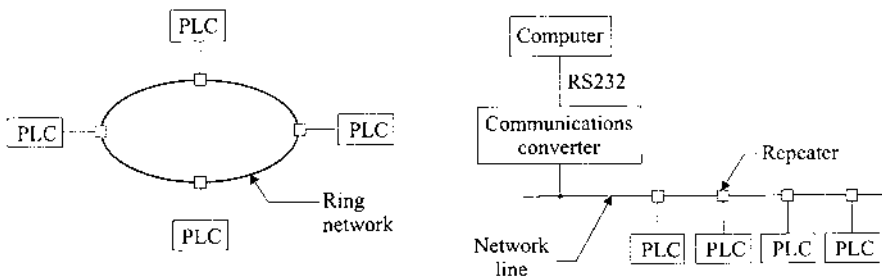 PLC
PLC
PLC
Ring
network
PLC
Computer
RS232
Communications
converter
Repeater
Network
line
PLC
PLC
PLC
PLC